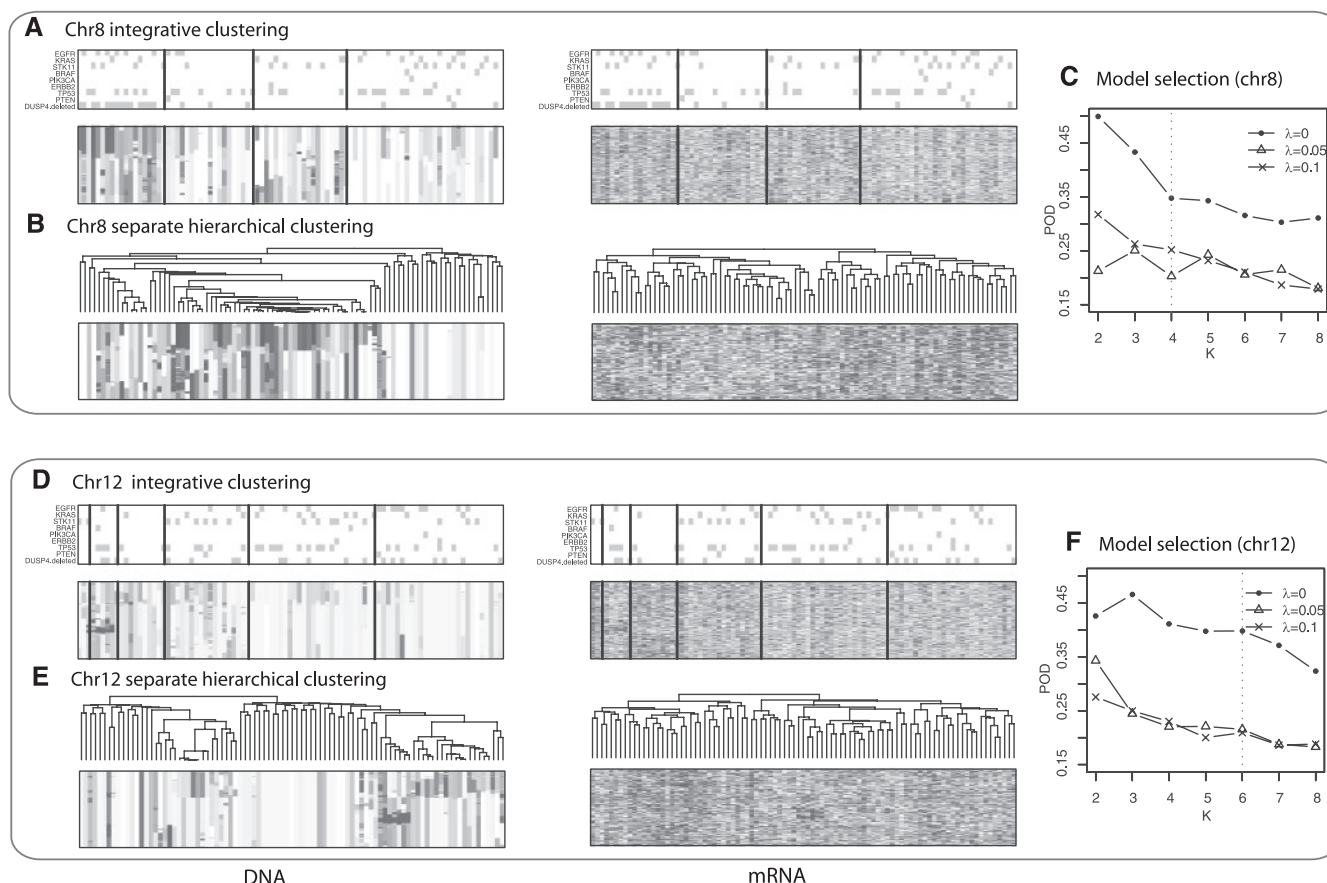 A Chr8 integrative clustering
EGFR
KRAS
STK11
BRAF
PIK3CA
ERBB2
TP53
PTEN
DUSP4.deleted
EGFR
KRAS
STK11
BRAF
PIK3CA
ERBB2
TP53
PTEN
DUSP4.deleted
B Chr8 separate hierarchical clustering
C Model selection (chr8)
λ=0
λ=0.05
λ=0.1
POD
0.45
0.35
0.25
0.15
2 3 4 5 6 7 8
K
D Chr12 integrative clustering
EGFR
KRAS
STK11
BRAF
PIK3CA
ERBB2
TP53
PTEN
DUSP4.deleted
EGFR
KRAS
STK11
BRAF
PIK3CA
ERBB2
TP53
PTEN
DUSP4.deleted
E Chr12 separate hierarchical clustering
F Model selection (chr12)
λ=0
λ=0.05
λ=0.1
POD
0.45
0.35
0.25
0.15
2 3 4 5 6 7 8
K
DNA
mRNA